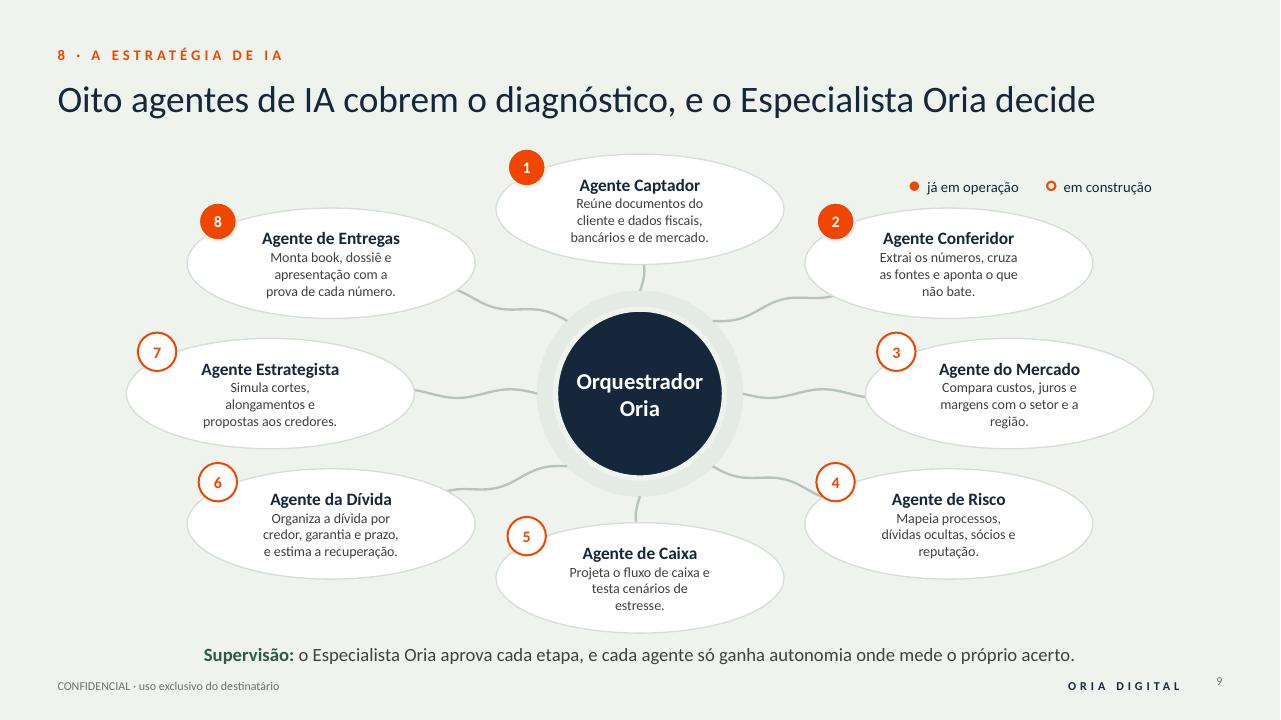 8 · A ESTRATÉGIA DE IA
Oito agentes de IA cobrem o diagnóstico, e o Especialista Oria decide
já em operação
em construção
1
Agente Captador
Reúne documentos do
cliente e dados fiscais,
bancários e de mercado.
2
Agente Conferidor
Extrai os números, cruza
as fontes e aponta o que
não bate.
3
Agente do Mercado
Compara custos, juros e
margens com o setor e a
região.
4
Agente de Risco
Mapeia processos,
dívidas ocultas, sócios e
reputação.
5
Agente de Caixa
Projeta o fluxo de caixa e
testa cenários de
estresse.
6
Agente da Dívida
Organiza a dívida por
credor, garantia e prazo,
e estima a recuperação.
7
Agente Estrategista
Simula cortes,
alongamentos e
propostas aos credores.
8
Agente de Entregas
Monta book, dossiê e
apresentação com a
prova de cada número.
Orquestrador
Oria
Supervisão: o Especialista Oria aprova cada etapa, e cada agente só ganha autonomia onde mede o próprio acerto.
CONFIDENCIAL · uso exclusivo do destinatário
ORIA DIGITAL
9